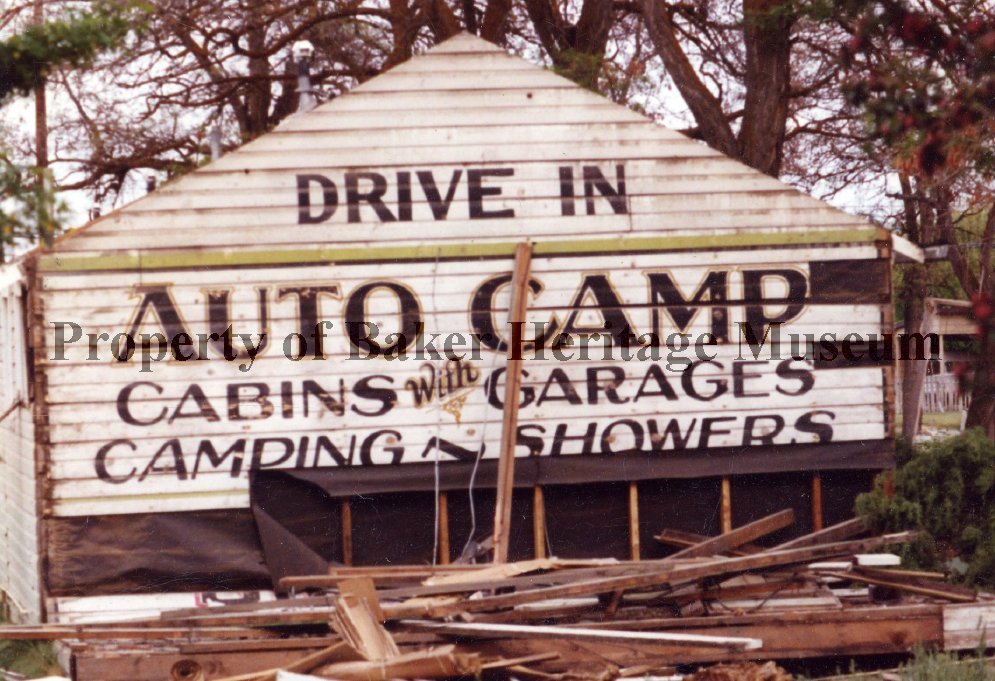 DRIVE IN
AUTO CAMP
Property of Baker Heritage Museum
CABINS With GARAGES
CAMPING ~ SHOWERS